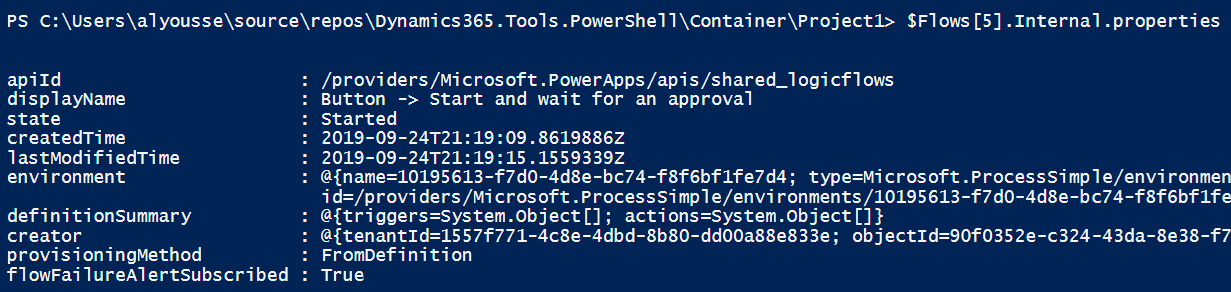 PS C:\Users\alyousse\source\repos\Dynamics365.Tools.PowerShell\Container\Project1> $Flows[5].Internal.properties
apiId : /providers/Microsoft.PowerApps/apis/shared_logicflows
displayName : Button -> Start and wait for an approval
state : Started
createdTime : 2019-09-24T21:19:09.8619886Z
lastModifiedTime : 2019-09-24T21:19:15.1559339Z
environment : @{name=10195613-f7d0-4d8e-bc74-f8f6bf1fe7d4; type=Microsoft.ProcessSimple/environmen
id=/providers/Microsoft.ProcessSimple/environments/10195613-f7d0-4d8e-bc74-f8f6bf1fe
definitionSummary : @{triggers=System.Object[]; actions=System.Object[]}
creator : @{tenantId=1557f771-4c8e-4dbd-8b80-dd00a88e833e; objectId=90f0352e-c324-43da-8e38-f7
provisioningMethod : FromDefinition
flowFailureAlertSubscribed : True